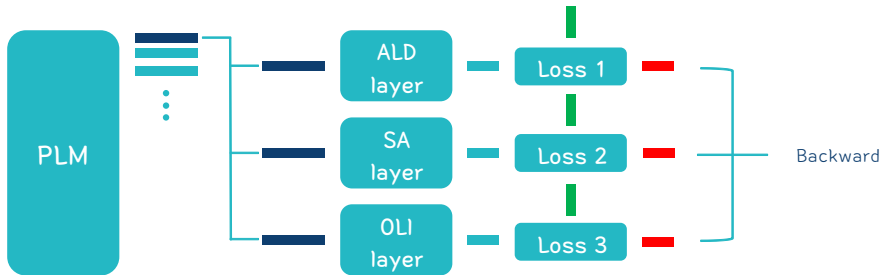 PLM
ALD
layer
Loss 1
SA
layer
Loss 2
OLI
layer
Loss 3
Backward